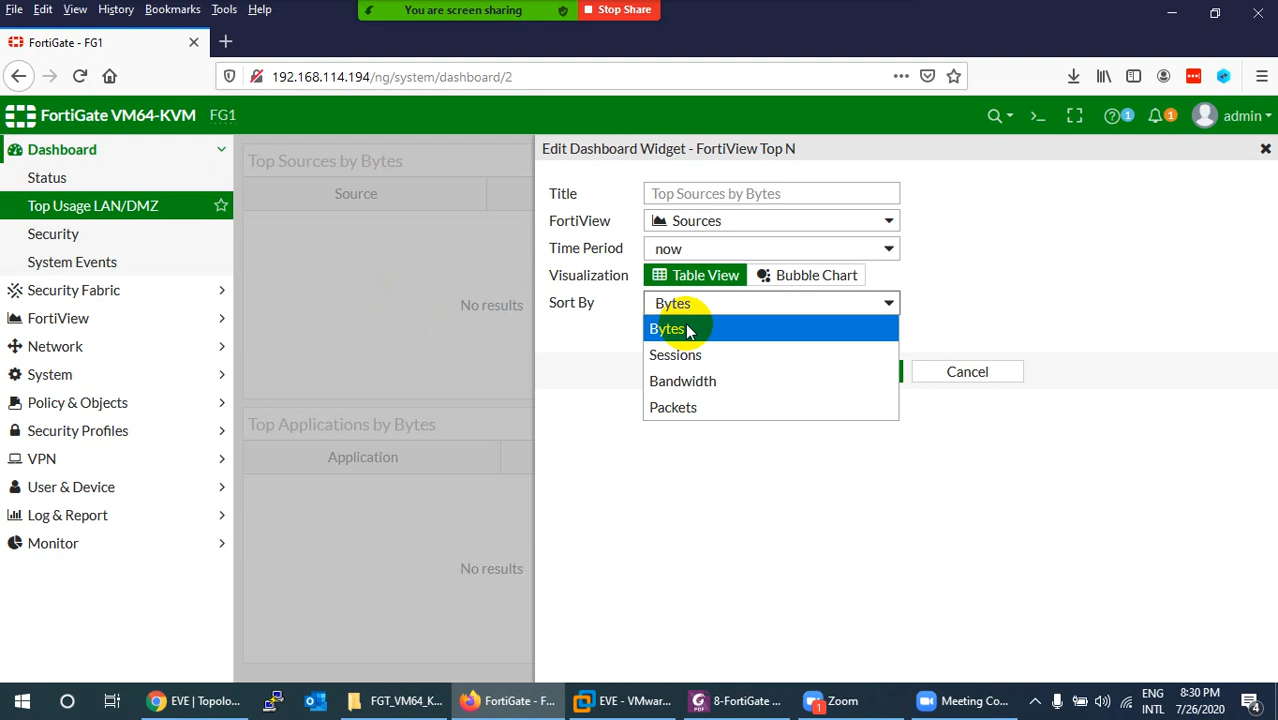 File Edit View History Bookmarks Tools Help
You are screen sharing
Stop Share
FortiGate - FG1
192.168.114.194/ng/system/dashboard/2
FortiGate VM64-KVM FG1
1
1
admin
Dashboard
Status
Top Usage LAN/DMZ
Security
System Events
Security Fabric
FortiView
Network
System
Policy & Objects
Security Profiles
VPN
User & Device
Log & Report
Monitor
Top Sources by Bytes
Source
No results
Top Applications by Bytes
Application
No results
Edit Dashboard Widget - FortiView Top N
Title Top Sources by Bytes
FortiView Sources
Time Period now
Visualization Table View Bubble Chart
Sort By Bytes
Bytes
Sessions
Bandwidth
Packets
Cancel
EVE | Topolo...
FGT_VM64_K...
FortiGate - F...
EVE - VMwar...
8-FortiGate ...
1
Zoom
Meeting Co...
ENG
INTL
8:30 PM
7/26/2020
4